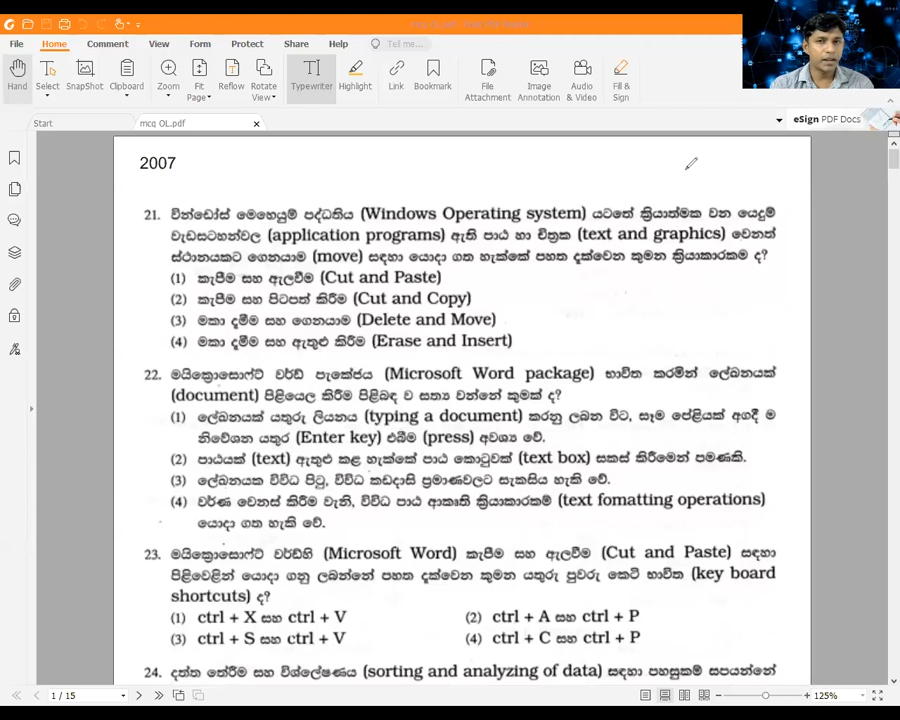 File Home Comment View Form Protect Share Help Tell me...
Hand Select SnapShot Clipboard Zoom Fit Page Reflow Rotate View Typewriter Highlight Link Bookmark File Attachment Image Annotation Audio & Video Fill & Sign
Start mcq OL.pdf eSign PDF Docs
2007
21. වින්ඩෝස් මෙහෙයුම් පද්ධතිය (Windows Operating system) යටතේ ක්‍රියාත්මක වන යෙදුම්
වැඩසටහන්වල (application programs) ඇති පාඨ හා චිත්‍රක (text and graphics) වෙනත්
ස්ථානයකට ගෙනයාම (move) සඳහා යොදා ගත හැක්කේ පහත දැක්වෙන කුමන ක්‍රියාකාරකම ද?
(1) කැපීම සහ ඇලවීම (Cut and Paste)
(2) කැපීම සහ පිටපත් කිරීම (Cut and Copy)
(3) මකා දැමීම සහ ගෙනයාම (Delete and Move)
(4) මකා දැමීම සහ ඇතුළු කිරීම (Erase and Insert)
22. මයික්‍රොසොෆ්ට් වර්ඩ් පැකේජය (Microsoft Word package) භාවිත කරමින් ලේඛනයක්
(document) පිළියෙල කිරීම පිළිබඳ ව සත්‍ය වන්නේ කුමක් ද?
(1) ලේඛනයක් යතුරු ලියනය (typing a document) කරනු ලබන විට, සෑම පේළියක් අගදී ම
නිවේශන යතුර (Enter key) එබීම (press) අවශ්‍ය වේ.
(2) පාඨයක් (text) ඇතුළු කළ හැක්කේ පාඨ කොටුවක් (text box) සකස් කිරීමෙන් පමණකි.
(3) ලේඛනයක විවිධ පිටු, විවිධ කඩදාසි ප්‍රමාණවලට සැකසිය හැකි වේ.
(4) වර්ණ වෙනස් කිරීම වැනි, විවිධ පාඨ ආකෘති ක්‍රියාකාරකම් (text fomatting operations)
යොදා ගත හැකි වේ.
23. මයික්‍රොසොෆ්ට් වර්ඩ්හි (Microsoft Word) කැපීම සහ ඇලවීම (Cut and Paste) සඳහා
පිළිවෙළින් යොදා ගනු ලබන්නේ පහත දැක්වෙන කුමන යතුරු පුවරු කෙටි භාවිත (key board
shortcuts) ද?
(1) ctrl + X සහ ctrl + V (2) ctrl + A සහ ctrl + P
(3) ctrl + S සහ ctrl + V (4) ctrl + C සහ ctrl + P
24. දත්ත තේරීම සහ විශ්ලේෂණය (sorting and analyzing of data) සඳහා පහසුකම් සපයන්නේ
1 / 15 125%